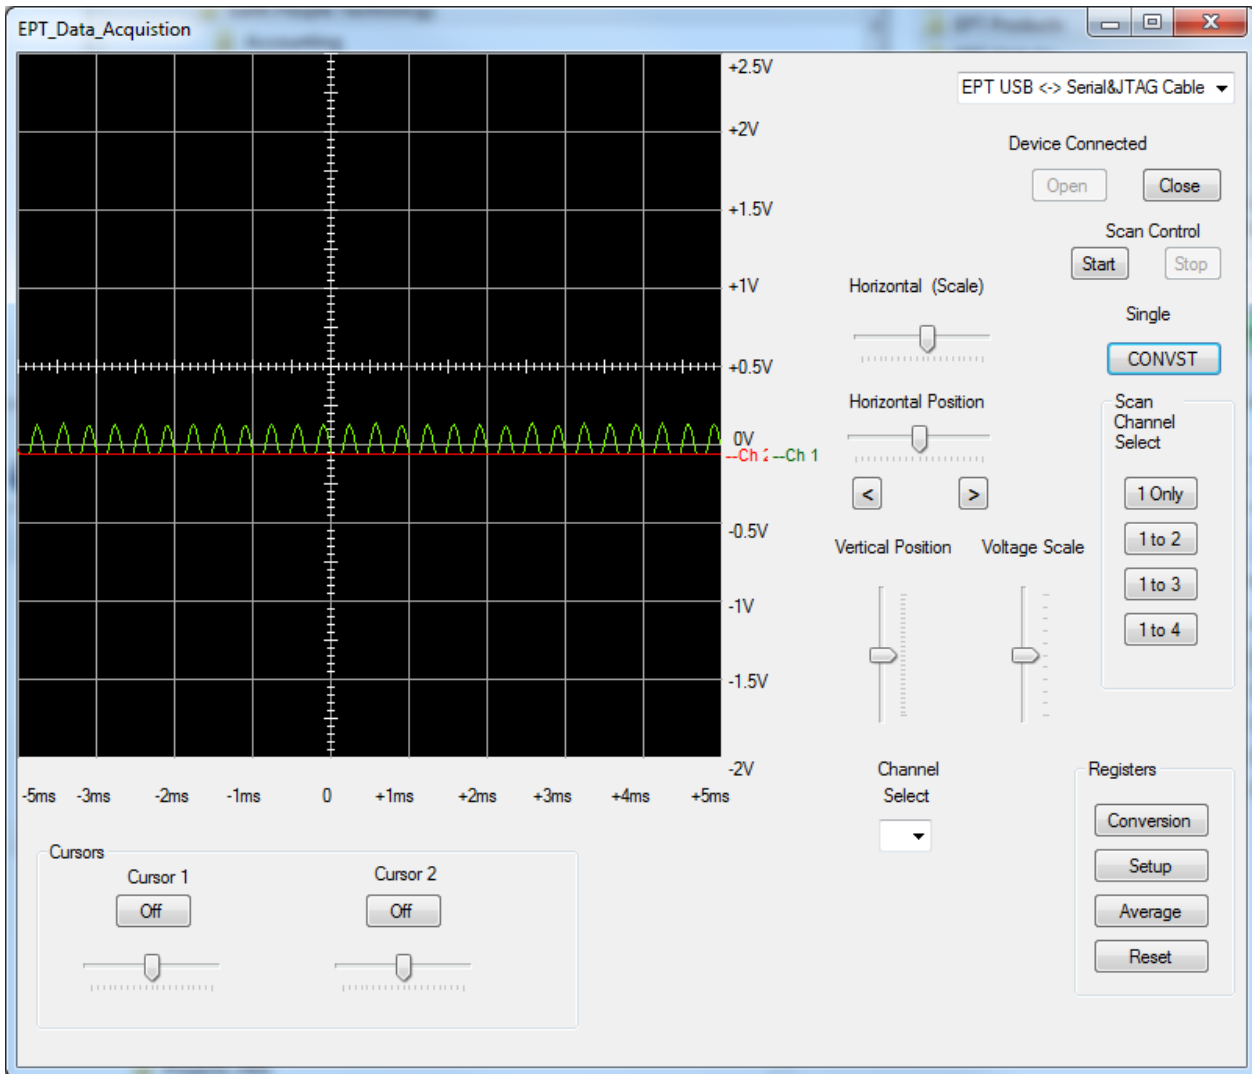 EPT_Data_Acquistion
+2.5V
EPT USB <-> Serial&JTAG Cable
+2V
Device Connected
Open Close
+1.5V
Scan Control
Start Stop
+1V
Horizontal (Scale)
Single
CONVST
+0.5V
Horizontal Position
Scan
Channel
Select
0V
--Ch 2 --Ch 1
< >
1 Only
-0.5V
1 to 2
Vertical Position Voltage Scale
1 to 3
-1V
1 to 4
-1.5V
-2V
Channel
Select
Registers
-5ms -3ms -2ms -1ms 0 +1ms +2ms +3ms +4ms +5ms
Conversion
Setup
Average
Reset
Cursors
Cursor 1 Cursor 2
Off Off